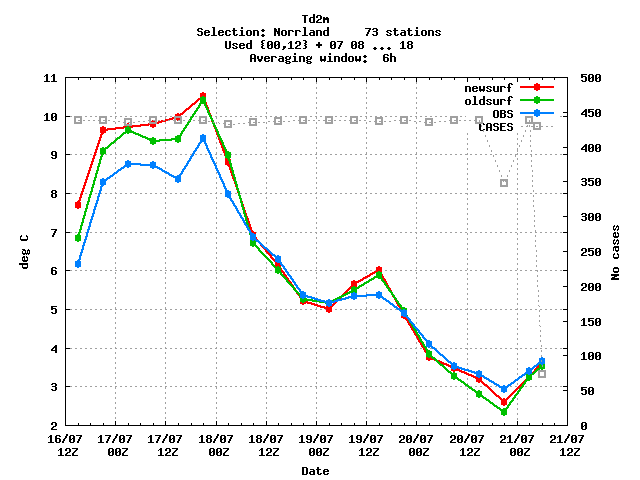 Td2m
Selection: Norrland     73 stations
Used {00,12} + 07 08 ... 18
Averaging window:  6h
newsurf
oldsurf
OBS
CASES
11
10
9
8
7
6
5
4
3
2
deg C
500
450
400
350
300
250
200
150
100
50
0
No cases
16/07 17/07 17/07 18/07 18/07 19/07 19/07 20/07 20/07 21/07 21/07
12Z 00Z 12Z 00Z 12Z 00Z 12Z 00Z 12Z 00Z 12Z
Date